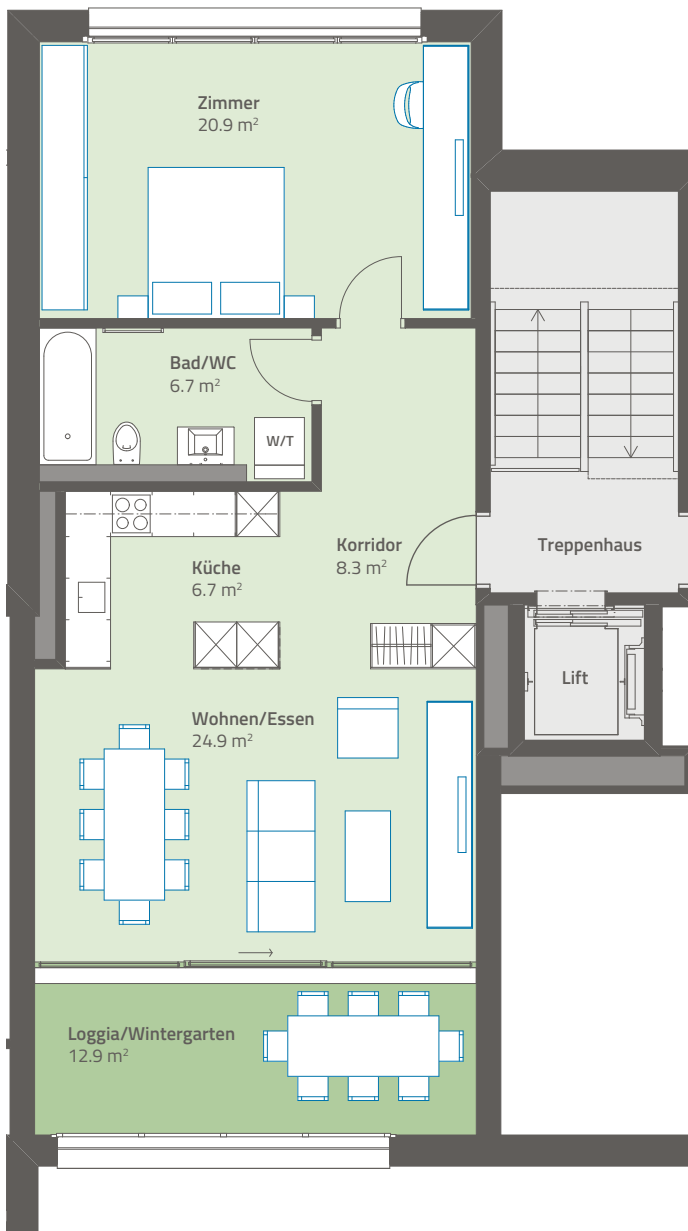 Zimmer
20.9 m²
Bad/WC
6.7 m²
W/T
Küche
6.7 m²
Korridor
8.3 m²
Treppenhaus
Lift
Wohnen/Essen
24.9 m²
Loggia/Wintergarten
12.9 m²